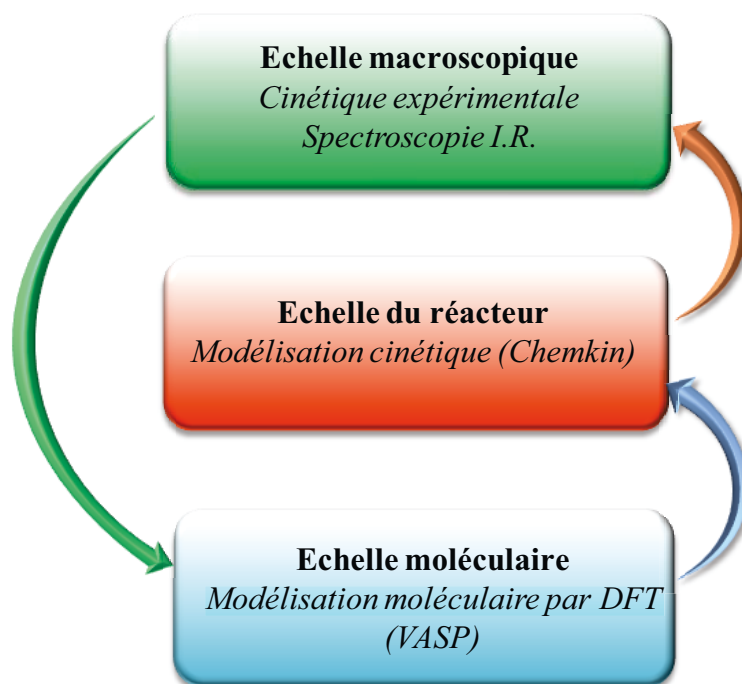 Echelle macroscopique
Cinétique expérimentale
Spectroscopie I.R.
Echelle du réacteur
Modélisation cinétique (Chemkin)
Echelle moléculaire
Modélisation moléculaire par DFT
(VASP)